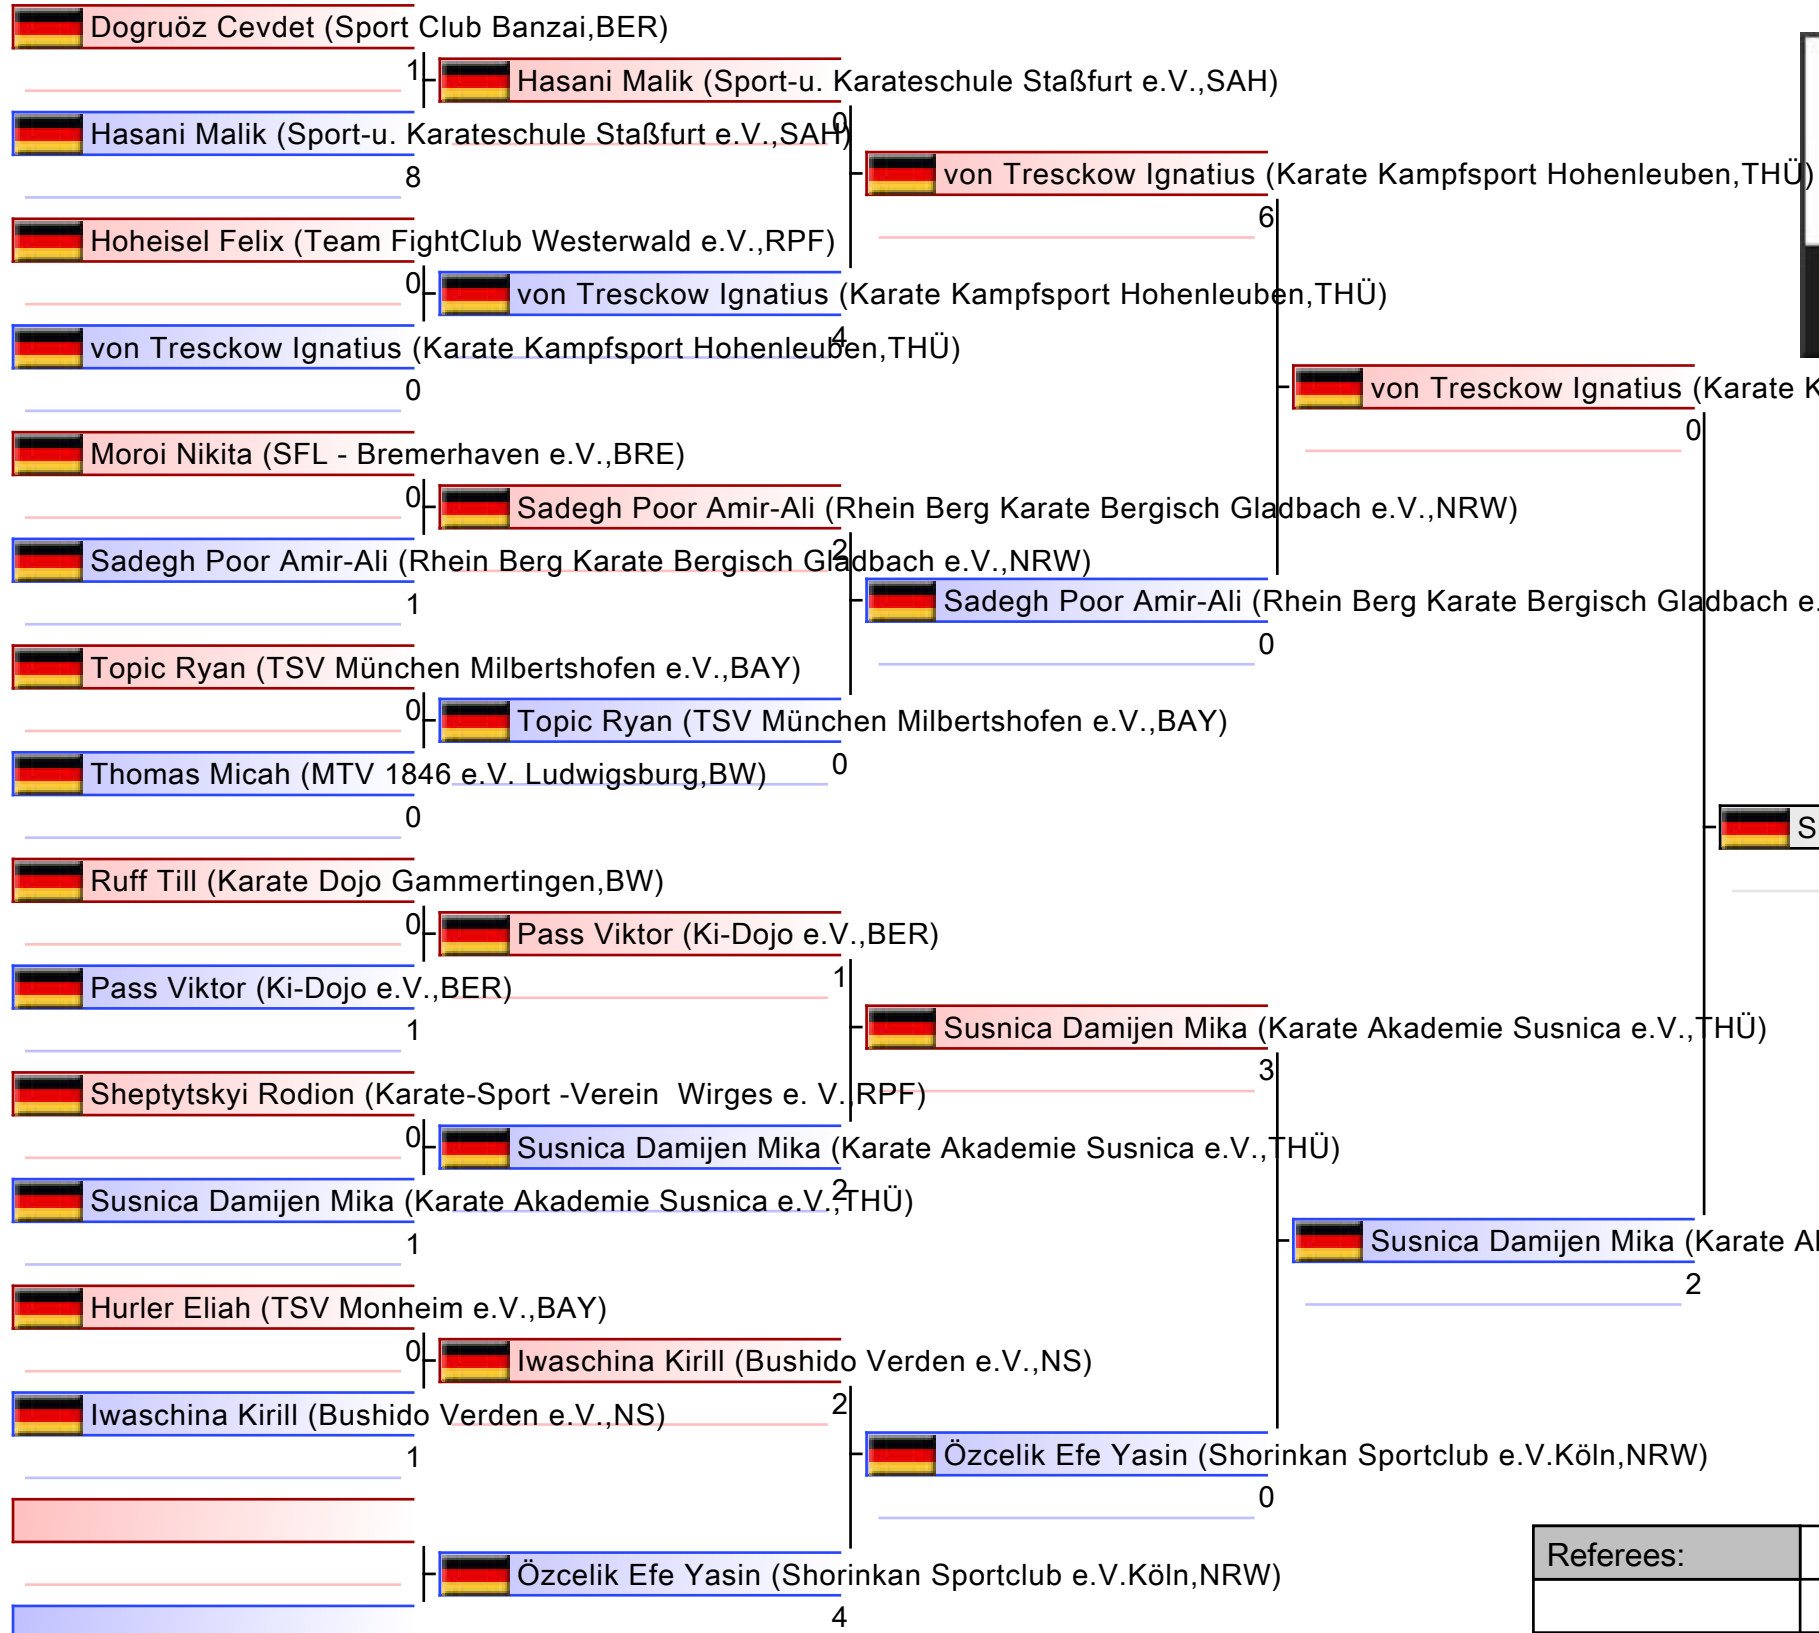 Dogruöz Cevdet (Sport Club Banzai,BER)
1
Hasani Malik (Sport-u. Karateschule Staßfurt e.V.,SAH)
8
Hoheisel Felix (Team FightClub Westerwald e.V.,RPF)
0
von Tresckow Ignatius (Karate Kampfsport Hohenleuben,THÜ)
0
Moroi Nikita (SFL - Bremerhaven e.V.,BRE)
0
Sadegh Poor Amir-Ali (Rhein Berg Karate Bergisch Gladbach e.V.,NRW)
1
Topic Ryan (TSV München Milbertshofen e.V.,BAY)
0
Thomas Micah (MTV 1846 e.V. Ludwigsburg,BW)
0
Ruff Till (Karate Dojo Gammertingen,BW)
0
Pass Viktor (Ki-Dojo e.V.,BER)
1
Sheptytskyi Rodion (Karate-Sport -Verein  Wirges e. V.,RPF)
0
Susnica Damijen Mika (Karate Akademie Susnica e.V.,THÜ)
1
Hurler Eliah (TSV Monheim e.V.,BAY)
0
Iwaschina Kirill (Bushido Verden e.V.,NS)
1
Hasani Malik (Sport-u. Karateschule Staßfurt e.V.,SAH)
0
von Tresckow Ignatius (Karate Kampfsport Hohenleuben,THÜ)
4
Sadegh Poor Amir-Ali (Rhein Berg Karate Bergisch Gladbach e.V.,NRW)
2
Topic Ryan (TSV München Milbertshofen e.V.,BAY)
0
Pass Viktor (Ki-Dojo e.V.,BER)
1
Susnica Damijen Mika (Karate Akademie Susnica e.V.,THÜ)
2
Iwaschina Kirill (Bushido Verden e.V.,NS)
2
Özcelik Efe Yasin (Shorinkan Sportclub e.V.Köln,NRW)
4
von Tresckow Ignatius (Karate Kampfsport Hohenleuben,THÜ)
6
Sadegh Poor Amir-Ali (Rhein Berg Karate Bergisch Gladbach e.
0
Susnica Damijen Mika (Karate Akademie Susnica e.V.,THÜ)
3
Özcelik Efe Yasin (Shorinkan Sportclub e.V.Köln,NRW)
0
von Tresckow Ignatius (Karate K
0
Susnica Damijen Mika (Karate A
2
S
Referees: